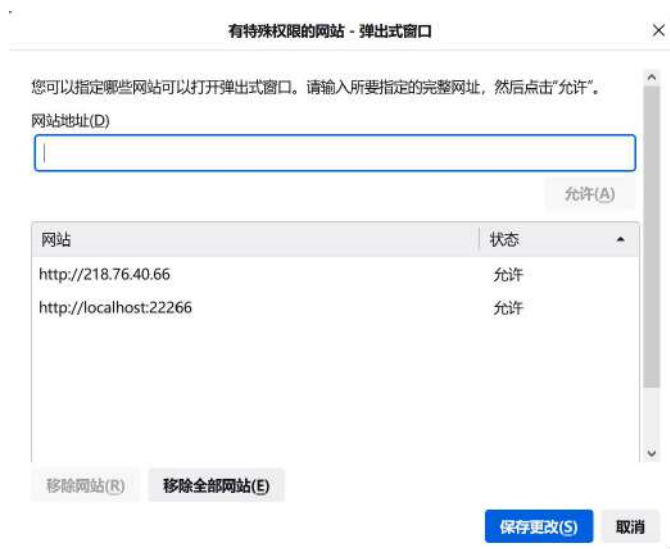 有特殊权限的网站 - 弹出式窗口
您可以指定哪些网站可以打开弹出式窗口。请输入所要指定的完整网址，然后点击“允许”。
网站地址(D)
允许(A)
网站 状态
http://218.76.40.66 允许
http://localhost:22266 允许
移除网站(R) 移除全部网站(E)
保存更改(S) 取消